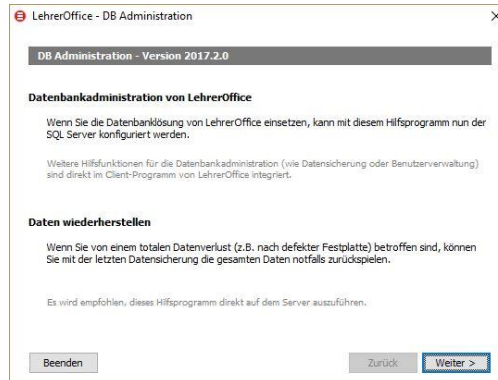 LehrerOffice - DB Administration
DB Administration - Version 2017.2.0
Datenbankadministration von LehrerOffice
Wenn Sie die Datenbanklösung von LehrerOffice einsetzen, kann mit diesem Hilfsprogramm nun der
SQL Server konfiguriert werden.
Weitere Hilfsfunktionen für die Datenbankadministration (wie Datensicherung oder Benutzerverwaltung)
sind direkt im Client-Programm von LehrerOffice integriert.
Daten wiederherstellen
Wenn Sie von einem totalen Datenverlust (z.B. nach defekter Festplatte) betroffen sind, können
Sie mit der letzten Datensicherung die gesamten Daten notfalls zurückspielen.
Es wird empfohlen, dieses Hilfsprogramm direkt auf dem Server auszuführen.
Beenden
Zurück
Weiter >